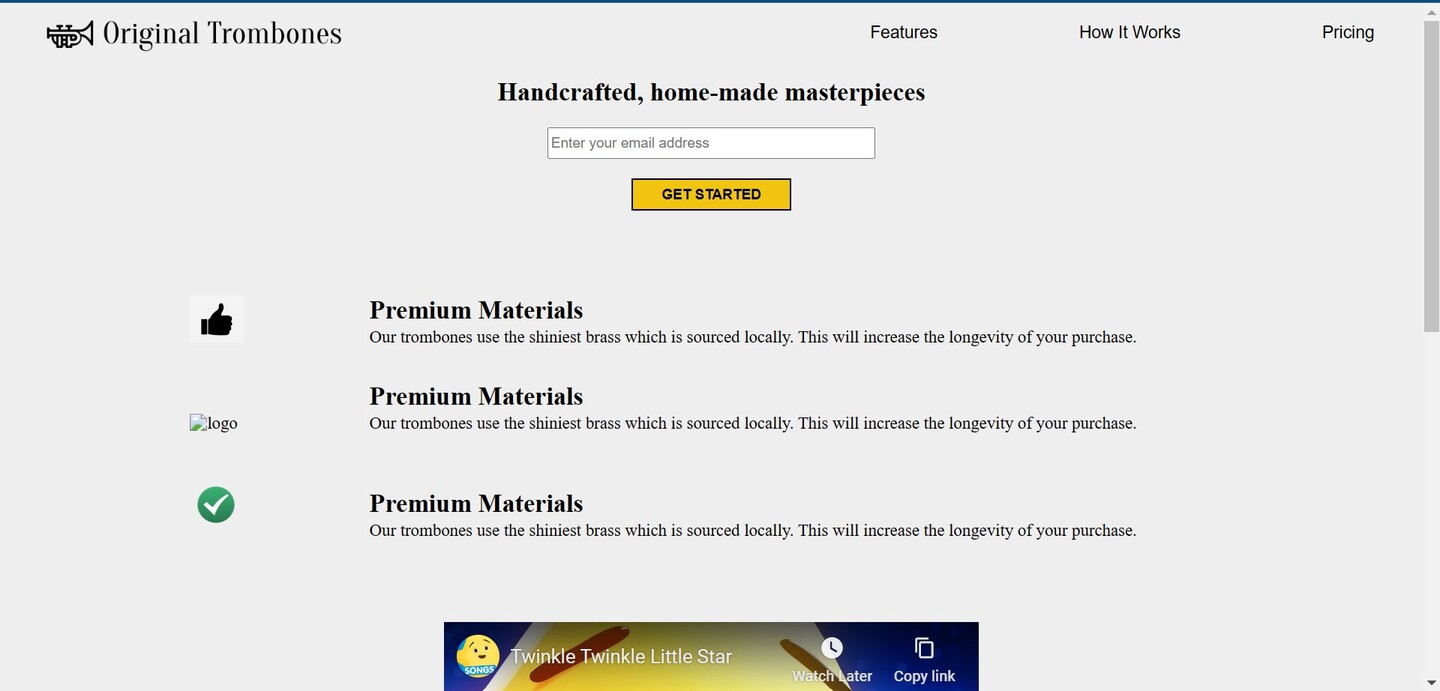 Original Trombones
Features
How It Works
Pricing
Handcrafted, home-made masterpieces
Enter your email address
GET STARTED
Premium Materials
Our trombones use the shiniest brass which is sourced locally. This will increase the longevity of your purchase.
Premium Materials
logo
Our trombones use the shiniest brass which is sourced locally. This will increase the longevity of your purchase.
Premium Materials
Our trombones use the shiniest brass which is sourced locally. This will increase the longevity of your purchase.
SONGS
Twinkle Twinkle Little Star
Watch Later
Copy link